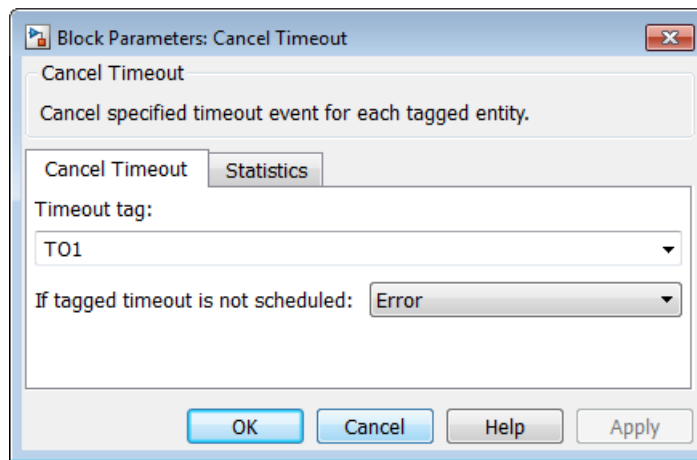 Block Parameters: Cancel Timeout
Cancel Timeout
Cancel specified timeout event for each tagged entity.
Cancel Timeout Statistics
Timeout tag:
TO1
If tagged timeout is not scheduled: Error
OK Cancel Help Apply